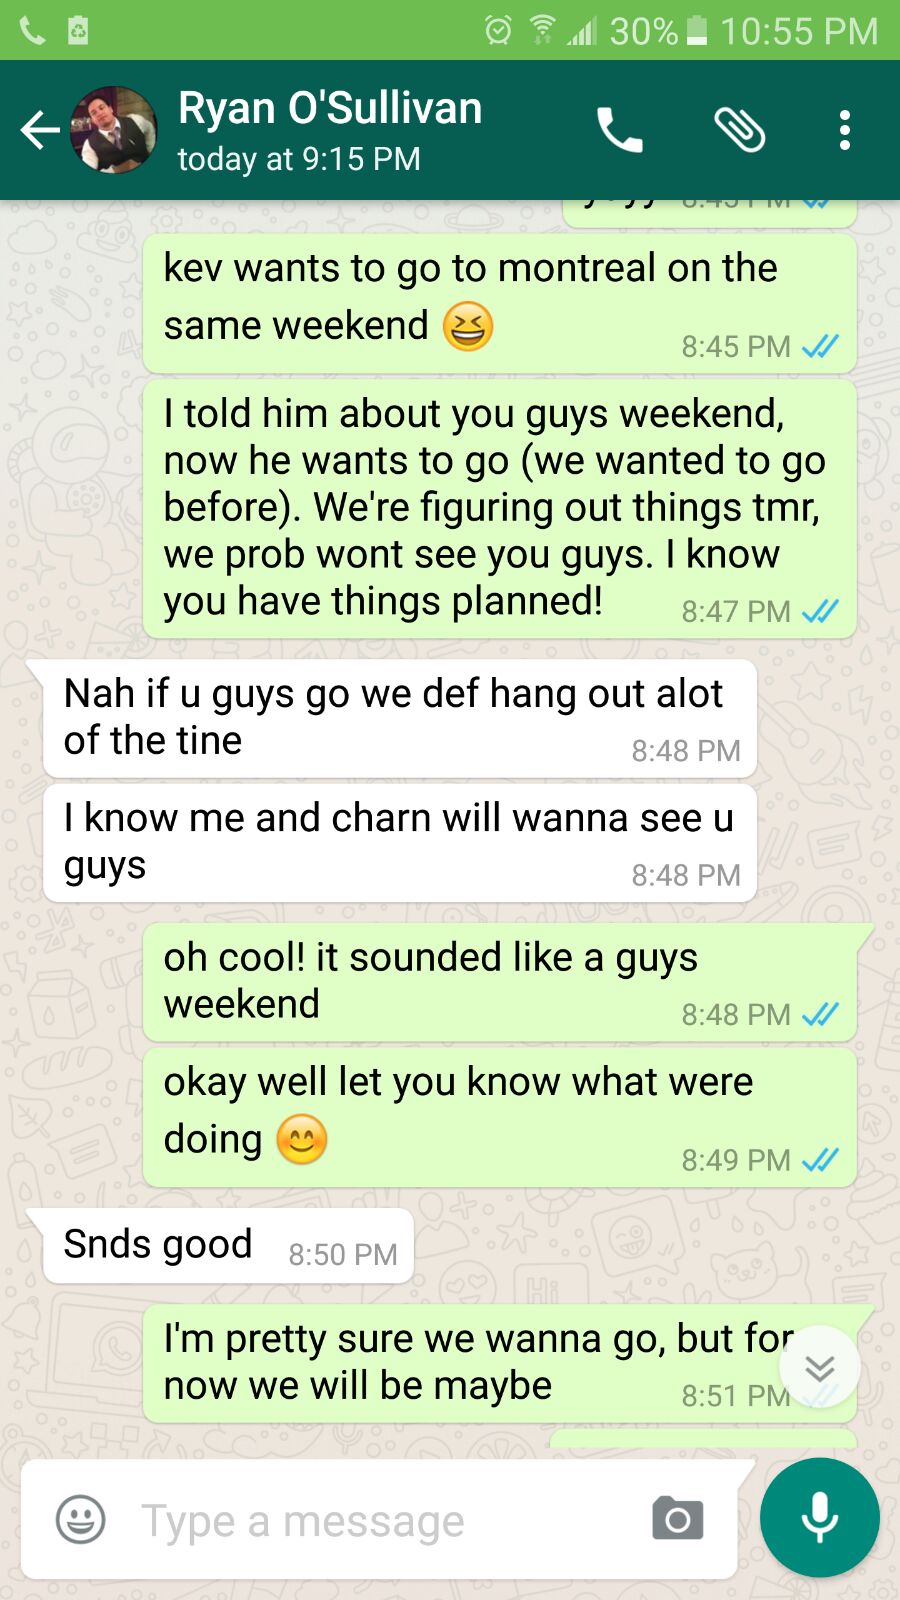 30% 10:55 PM
Ryan O'Sullivan
today at 9:15 PM
kev wants to go to montreal on the
same weekend 😆
8:45 PM
I told him about you guys weekend,
now he wants to go (we wanted to go
before). We're figuring out things tmr,
we prob wont see you guys. I know
you have things planned! 8:47 PM
Nah if u guys go we def hang out alot
of the tine 8:48 PM
I know me and charn will wanna see u
guys 8:48 PM
oh cool! it sounded like a guys
weekend 8:48 PM
okay well let you know what were
doing 😊 8:49 PM
Snds good 8:50 PM
I'm pretty sure we wanna go, but for
now we will be maybe 8:51 PM
Type a message